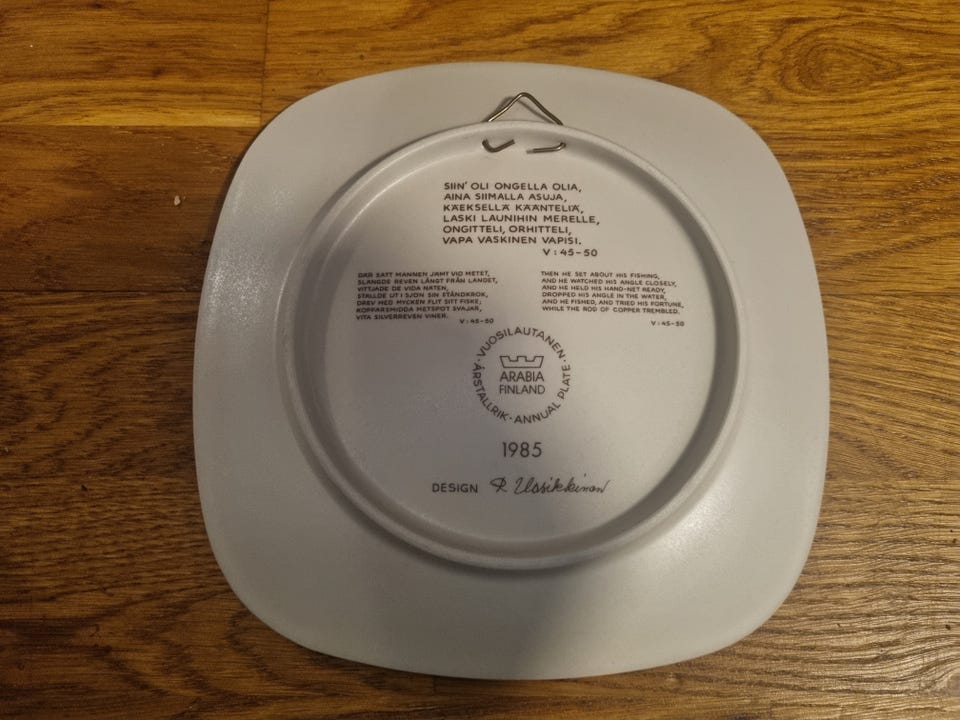 SIIN' OLI ONGELLA OLIA,
AINA SIIMALLA ASUJA,
KÄEKSELLÄ KÄÄNTELIÄ,
LASKI LAUNIHIN MERELLE,
ONGITTELI, ORHITTELI,
VAPA VASKINEN VAPISI.
V: 45-50
DÄR SATT MANNEN JÄMT VID METET,
SLANGDE REVEN LÅNGT FRÅN LANDET,
VITTJADE DE VIDA NÄTEN,
STÄLLDE UT I SJÖN SIN STÅNDKROK,
DREV MED MYCKEN FLIT SITT FISKE;
KOPPARSMIDDA METSPÖT SVAJAR,
VITA SILVERREVEN VINER.
V: 45-50
THEN HE SET ABOUT HIS FISHING,
AND HE WATCHED HIS ANGLE CLOSELY,
AND HE HELD HIS HAND-NET READY,
DROPPED HIS ANGLE IN THE WATER,
AND HE FISHED, AND TRIED HIS FORTUNE,
WHILE THE ROD OF COPPER TREMBLED.
V: 45-50
·VUOSILAUTANEN·
ÅRSTALLRIK·ANNUAL PLATE
ARABIA
FINLAND
1985
DESIGN R Uosikkinen